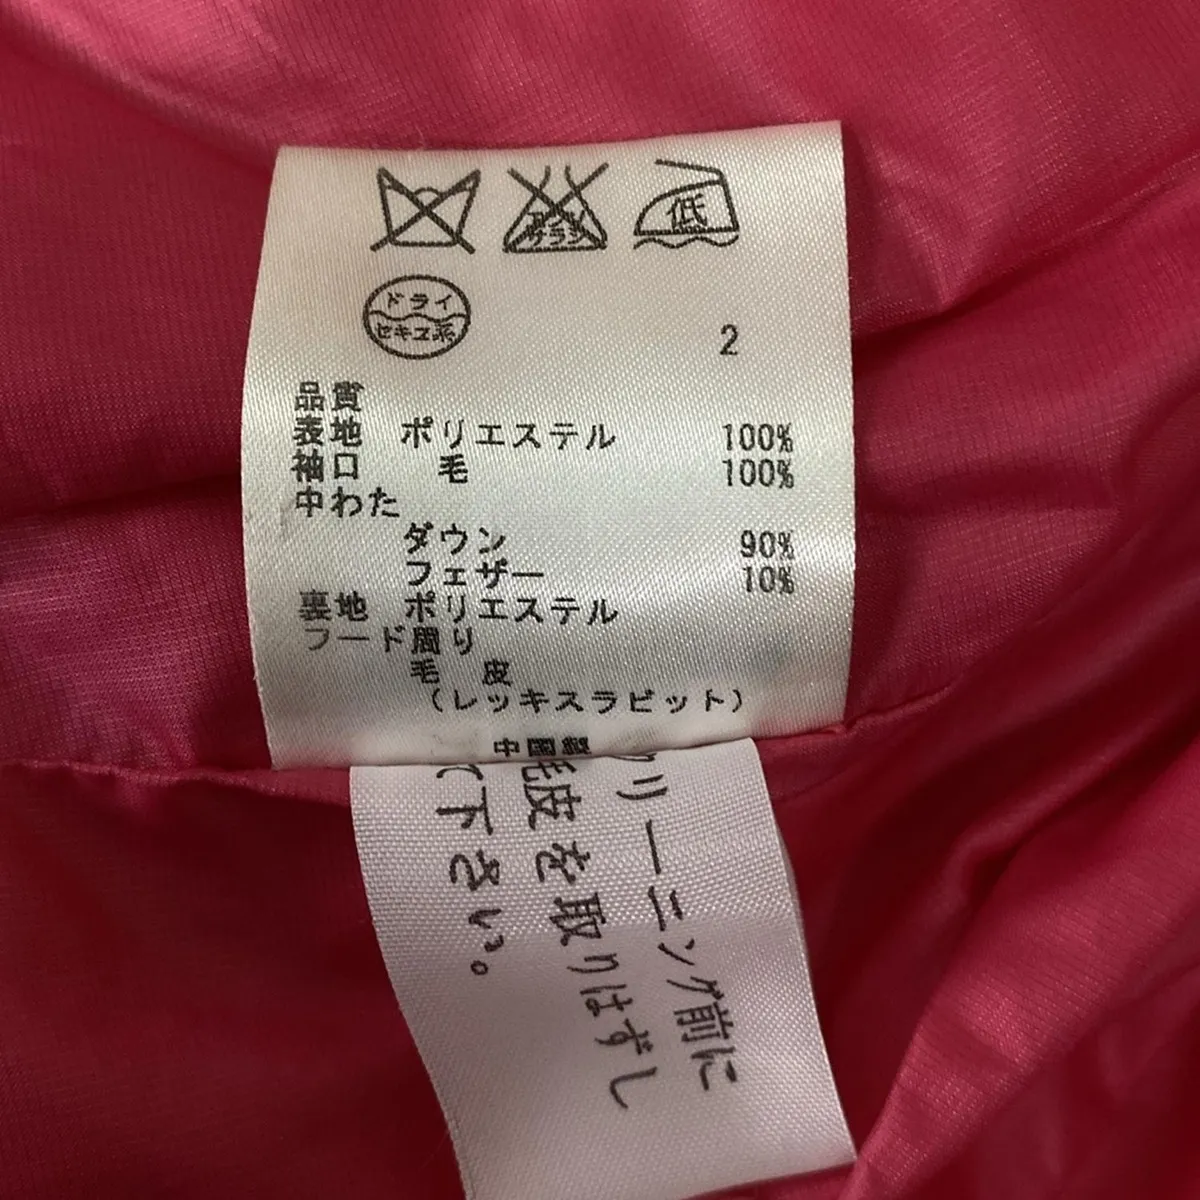 低
ドライ
セキユ系
2
品質
表地 ポリエステル 100%
袖口 毛 100%
中わた
ダウン 90%
フェザー 10%
裏地 ポリエステル
フード周り
毛 皮
(レッキスラビット)
中国製
クリーニング前に
毛皮を取りはずし
て下さい。